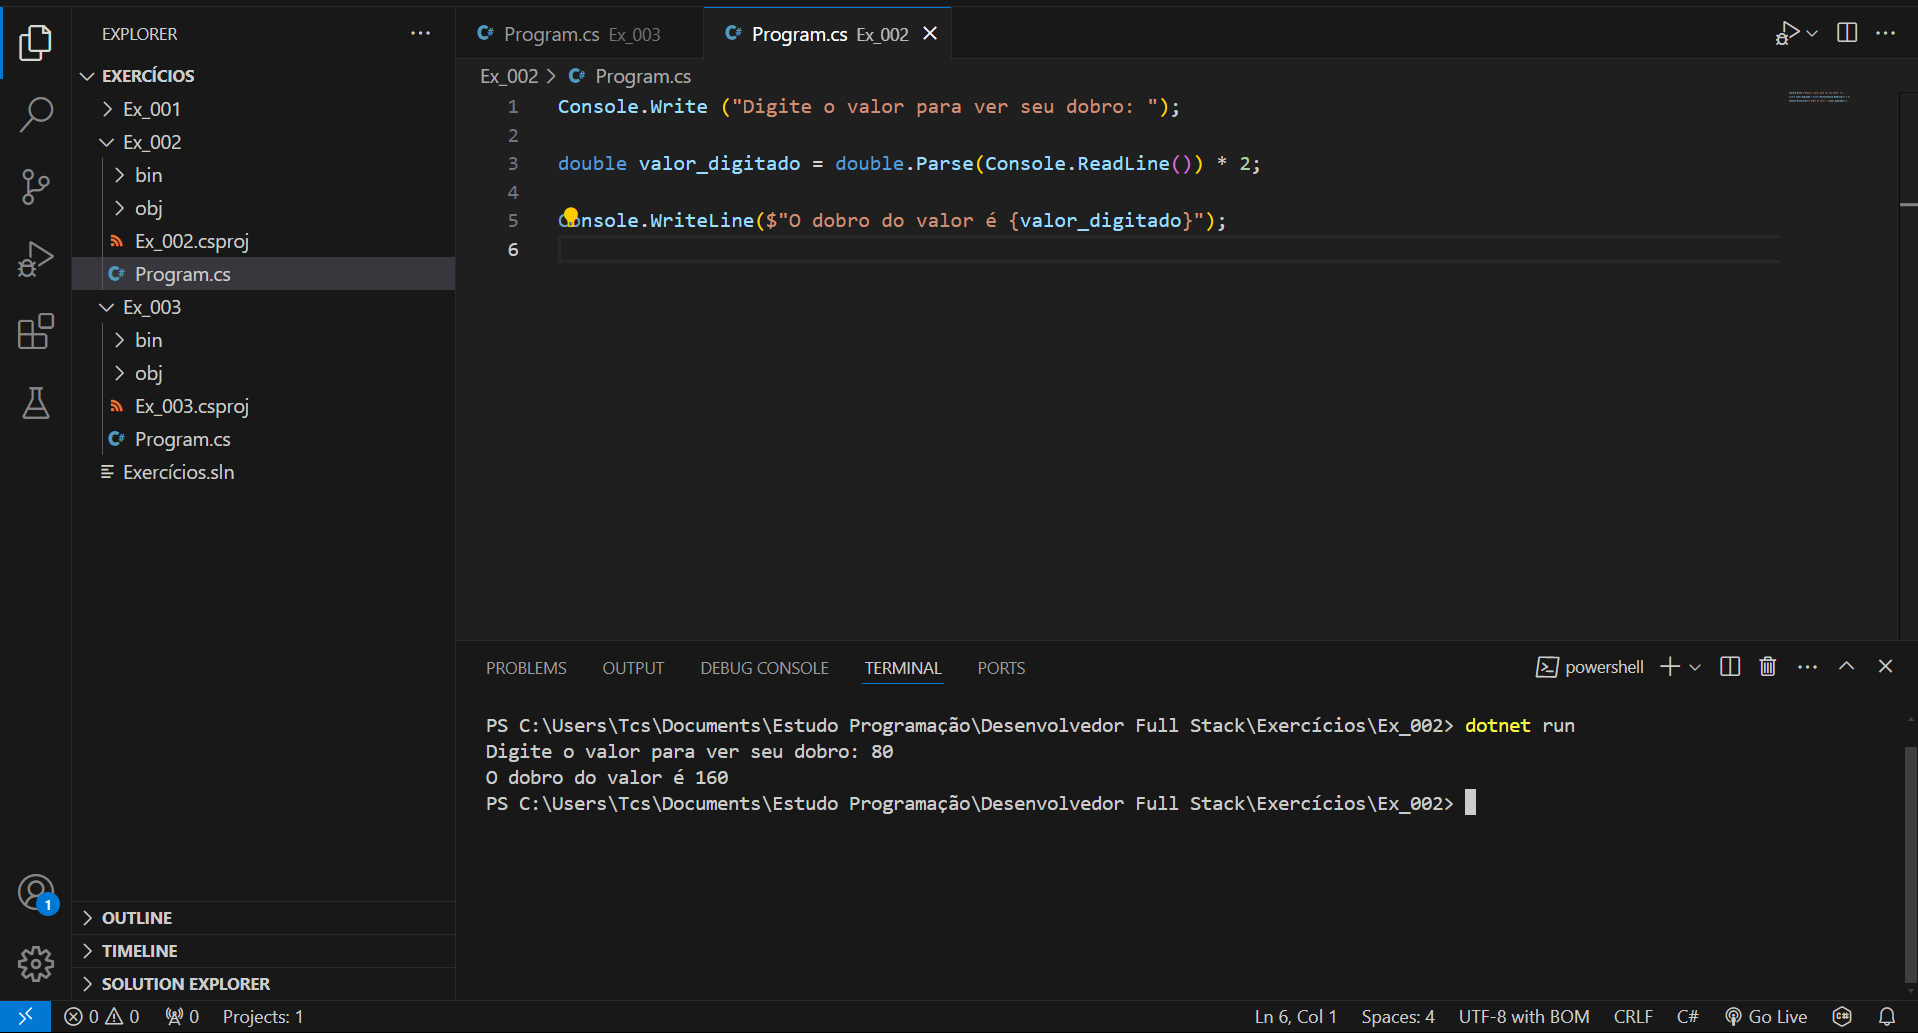 EXPLORER
EXERCÍCIOS
Ex_001
Ex_002
bin
obj
Ex_002.csproj
C# Program.cs
Ex_003
bin
obj
Ex_003.csproj
C# Program.cs
Exercícios.sln
OUTLINE
TIMELINE
SOLUTION EXPLORER
1
C# Program.cs Ex_003
C# Program.cs Ex_002
Ex_002 > C# Program.cs
1 Console.Write ("Digite o valor para ver seu dobro: ");
2
3 double valor_digitado = double.Parse(Console.ReadLine()) * 2;
4
5 Console.WriteLine($"O dobro do valor é {valor_digitado}");
6
PROBLEMS OUTPUT DEBUG CONSOLE TERMINAL PORTS
powershell
PS C:\Users\Tcs\Documents\Estudo Programação\Desenvolvedor Full Stack\Exercícios\Ex_002> dotnet run
Digite o valor para ver seu dobro: 80
O dobro do valor é 160
PS C:\Users\Tcs\Documents\Estudo Programação\Desenvolvedor Full Stack\Exercícios\Ex_002>
0 0 0 Projects: 1 Ln 6, Col 1 Spaces: 4 UTF-8 with BOM CRLF C# Go Live